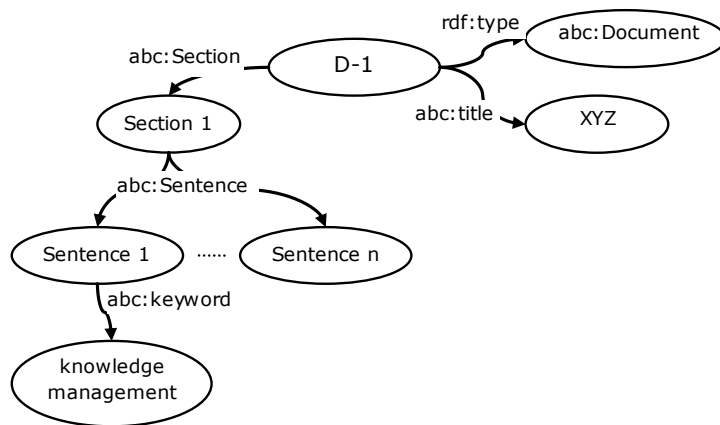 rdf:type
abc:Document
abc:Section
D-1
abc:title
XYZ
Section 1
abc:Sentence
Sentence 1
......
Sentence n
abc:keyword
knowledge
management